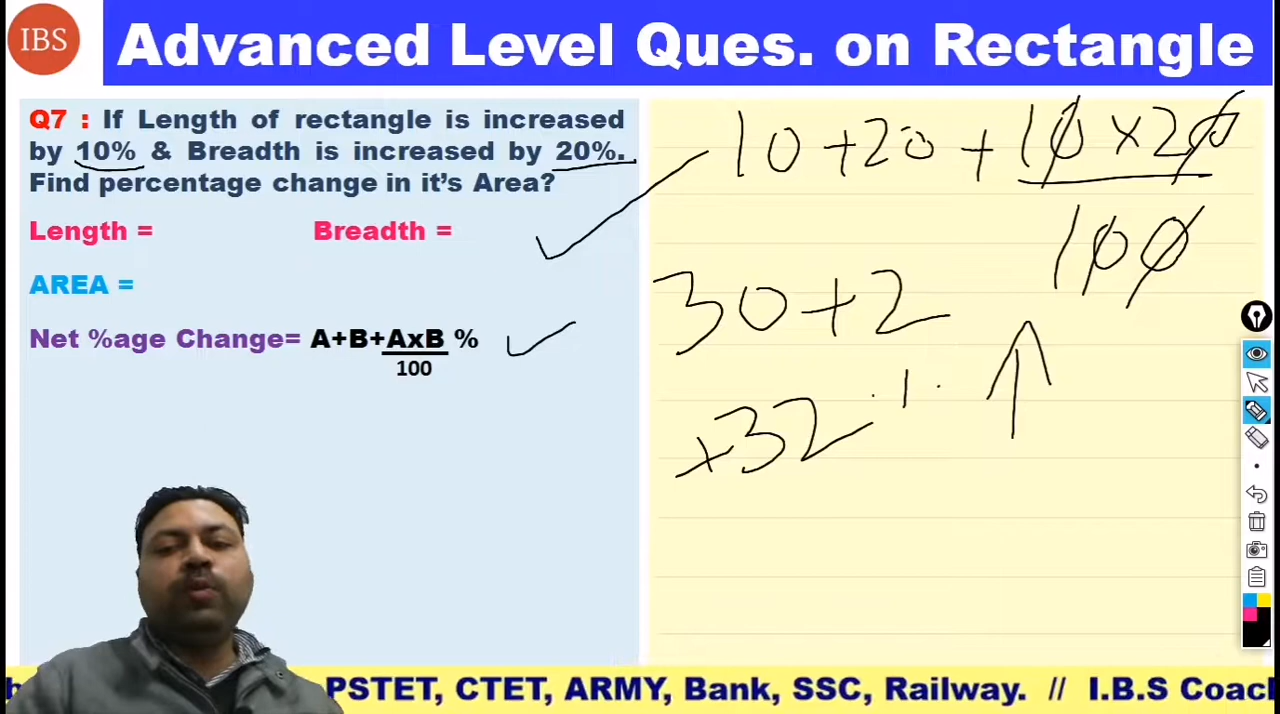 IBS
Advanced Level Ques. on Rectangle
Q7 : If Length of rectangle is increased
by 10% & Breadth is increased by 20%.
Find percentage change in it's Area?
Length = Breadth =
AREA =
Net %age Change= A+B+AxB %
100
10 +20 + 10 x 20
100
30 + 2
+32 %
PSTET, CTET, ARMY, Bank, SSC, Railway. // I.B.S Coac